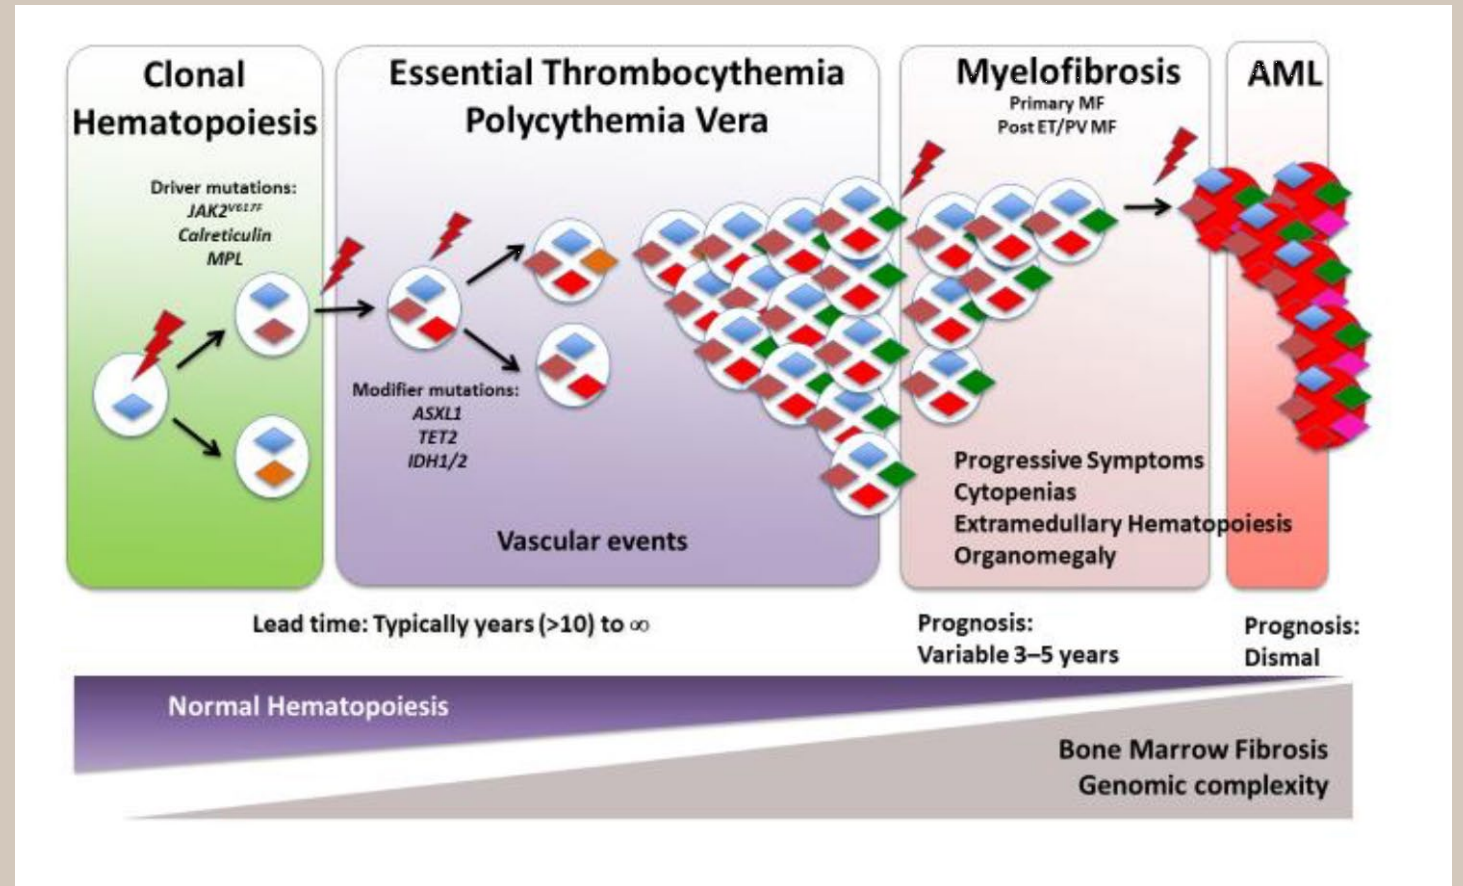 Clonal
Hematopoiesis
Driver mutations:
JAK2V617F
Calreticulin
MPL
Essential Thrombocythemia
Polycythemia Vera
Modifier mutations:
ASXL1
TET2
IDH1/2
Vascular events
Myelofibrosis
Primary MF
Post ET/PV MF
Progressive Symptoms
Cytopenias
Extramedullary Hematopoiesis
Organomegaly
AML
Lead time: Typically years (>10) to ∞
Prognosis:
Variable 3–5 years
Prognosis:
Dismal
Normal Hematopoiesis
Bone Marrow Fibrosis
Genomic complexity